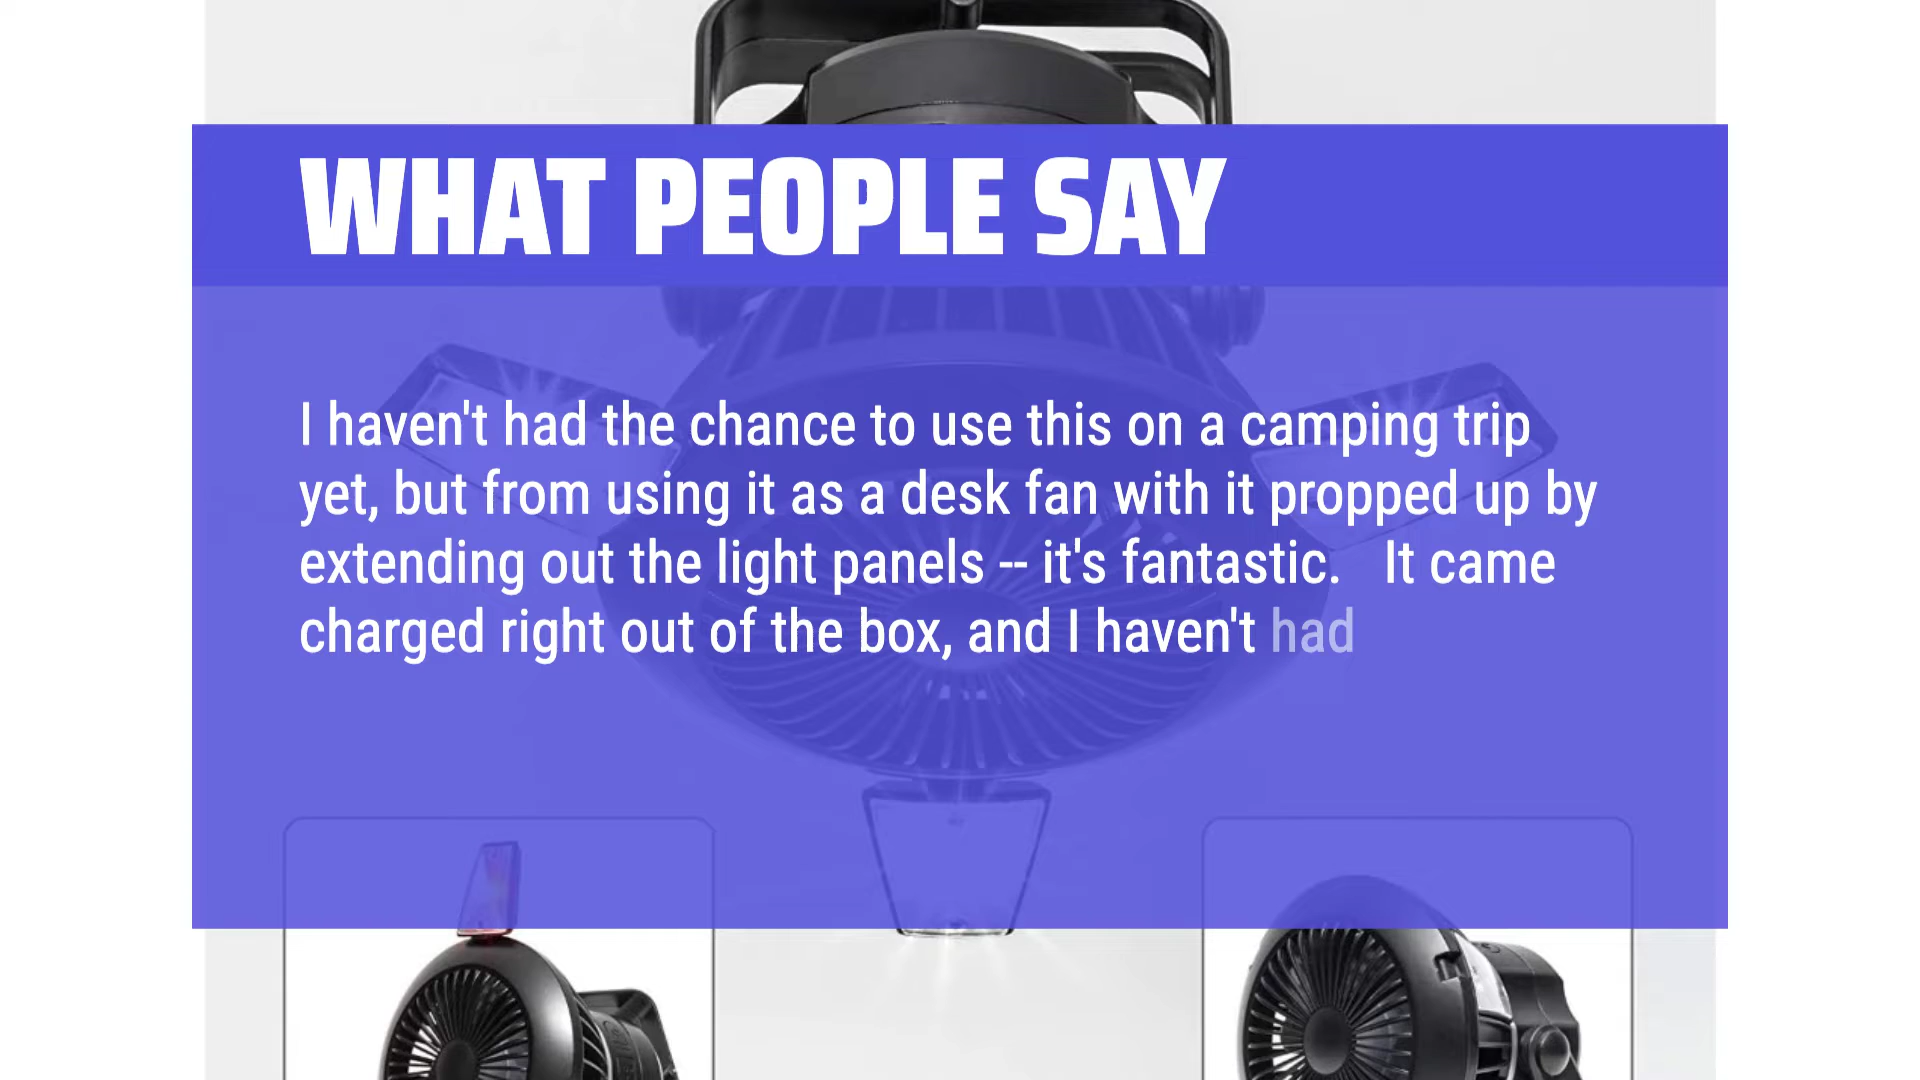 WHAT PEOPLE SAY
I haven't had the chance to use this on a camping trip
yet, but from using it as a desk fan with it propped up by
extending out the light panels -- it's fantastic.   It came
charged right out of the box, and I haven't had